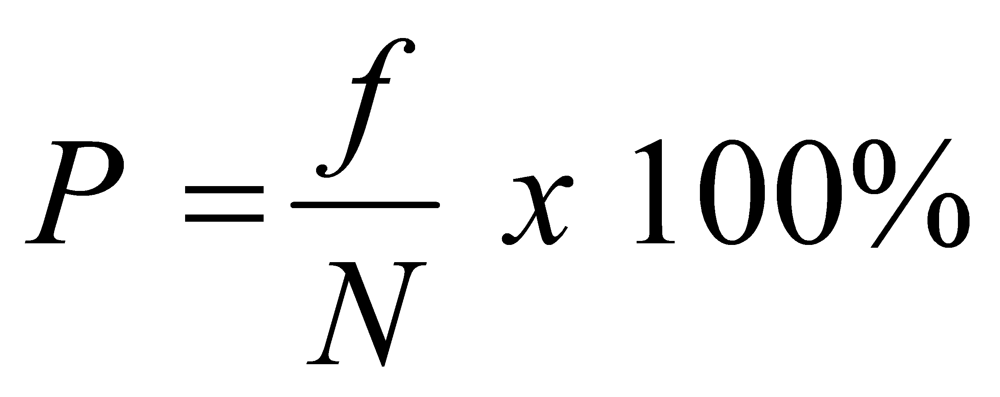 P = f/N x 100%